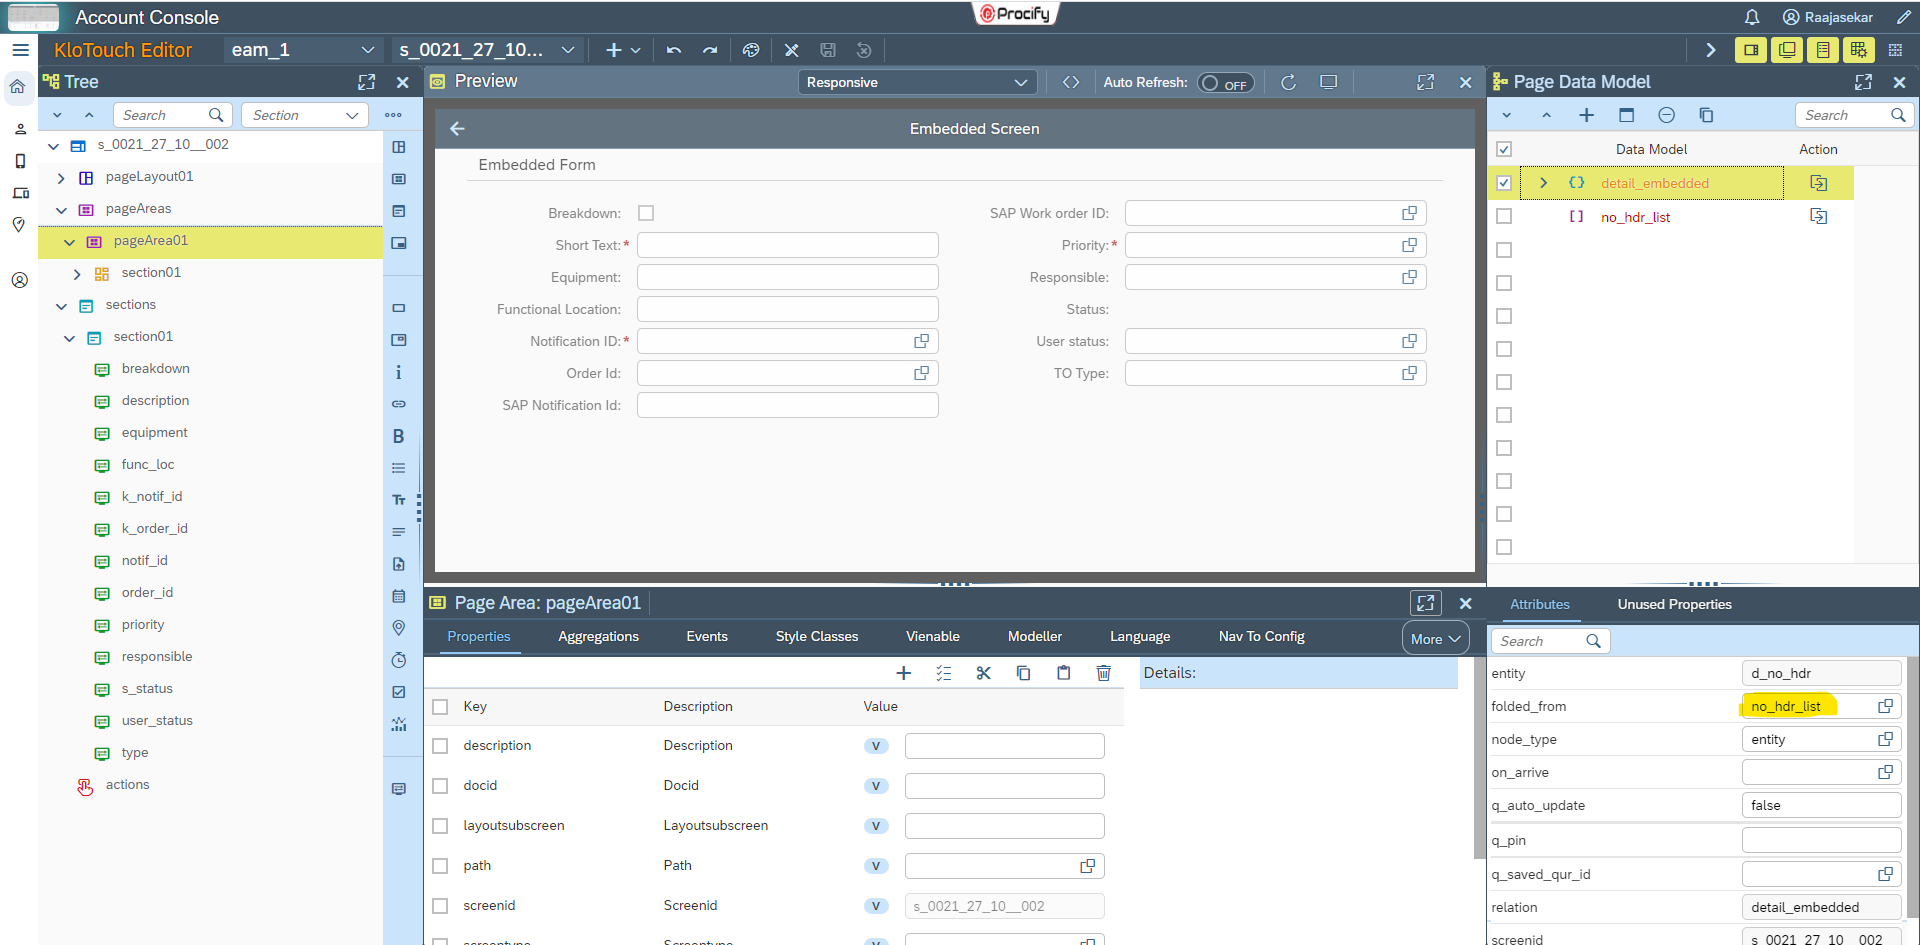 Account Console
Procify
Raajasekar
KloTouch Editor
eam_1
s_0021_27_10...
Tree
Search
Section
s_0021_27_10__002
pageLayout01
pageAreas
pageArea01
section01
sections
section01
breakdown
description
equipment
func_loc
k_notif_id
k_order_id
notif_id
order_id
priority
responsible
s_status
user_status
type
actions
Preview
Responsive
Auto Refresh:
OFF
Embedded Screen
Embedded Form
Breakdown:
Short Text:*
Equipment:
Functional Location:
Notification ID:*
Order Id:
SAP Notification Id:
SAP Work order ID:
Priority:*
Responsible:
Status:
User status:
TO Type:
Page Area: pageArea01
Properties Aggregations Events Style Classes Vienable Modeller Language Nav To Config More
Details:
Key Description Value
description Description V
docid Docid V
layoutsubscreen Layoutsubscreen V
path Path V
screenid Screenid V s_0021_27_10__002
screentype Screentype V
Page Data Model
Search
Data Model Action
detail_embedded
no_hdr_list
Attributes Unused Properties
Search
entity d_no_hdr
folded_from no_hdr_list
node_type entity
on_arrive
q_auto_update false
q_pin
q_saved_qur_id
relation detail_embedded
screenid s_0021_27_10__002